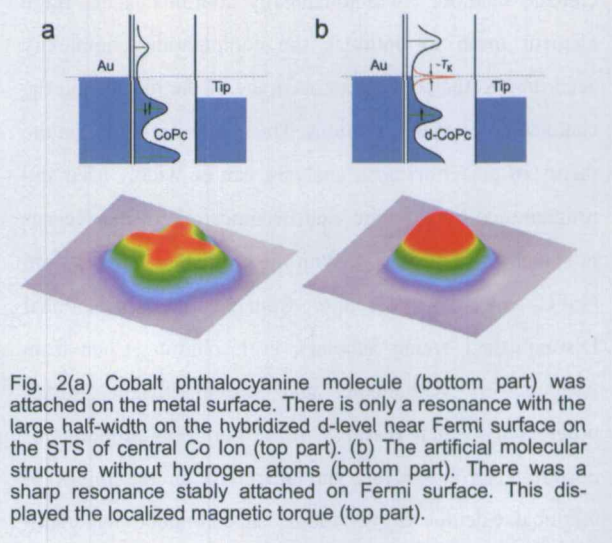 a
b
Au
Tip
CoPc
Au
~Tκ
Tip
d-CoPc
Fig. 2(a) Cobalt phthalocyanine molecule (bottom part) was
attached on the metal surface. There is only a resonance with the
large half-width on the hybridized d-level near Fermi surface on
the STS of central Co Ion (top part). (b) The artificial molecular
structure without hydrogen atoms (bottom part). There was a
sharp resonance stably attached on Fermi surface. This dis-
played the localized magnetic torque (top part).